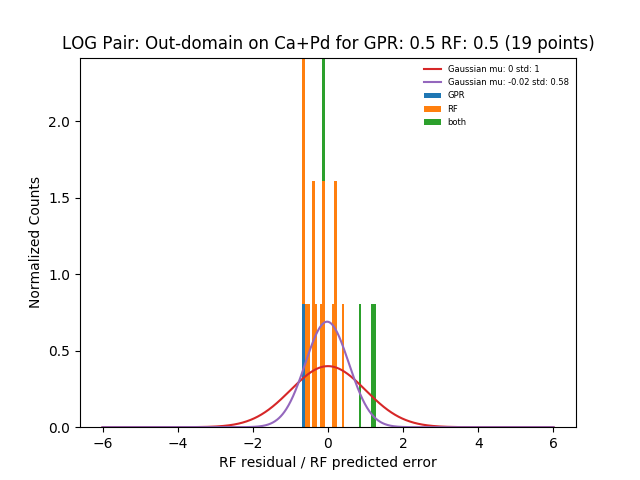 LOG Pair: Out-domain on Ca+Pd for GPR: 0.5 RF: 0.5 (19 points)
Gaussian mu: 0 std: 1
Gaussian mu: -0.02 std: 0.58
GPR
RF
both
Normalized Counts
2.0
1.5
1.0
0.5
0.0
−6 −4 −2 0 2 4 6
RF residual / RF predicted error